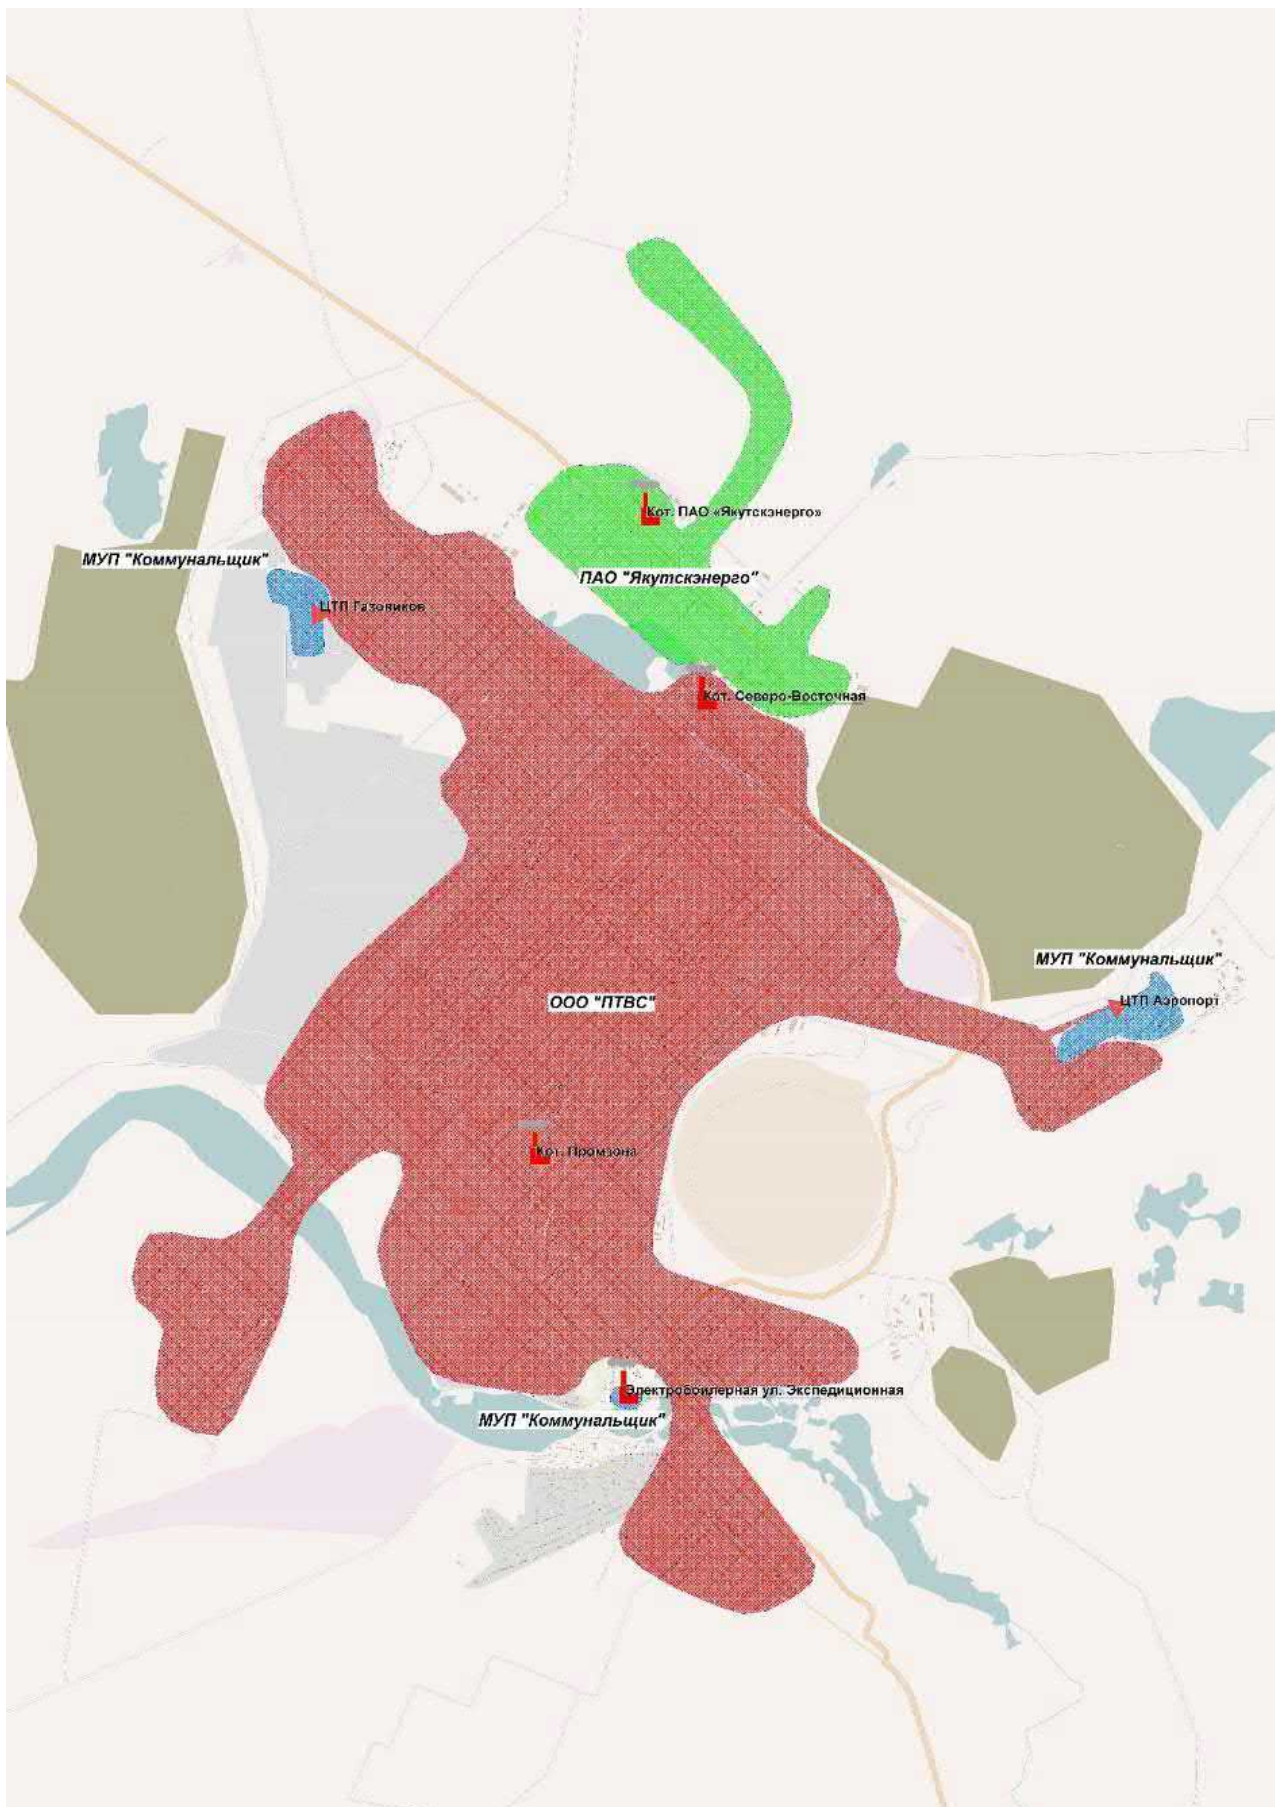 Кот. ПАО «Якутскэнерго»
МУП "Коммунальщик"
ПАО "Якутскэнерго"
ЦТП Газовиков
Кот. Северо-Восточная
МУП "Коммунальщик"
ООО "ПТВС"
ЦТП Аэропорт
Кот. Промзона
Электробойлерная ул. Экспедиционная
МУП "Коммунальщик"